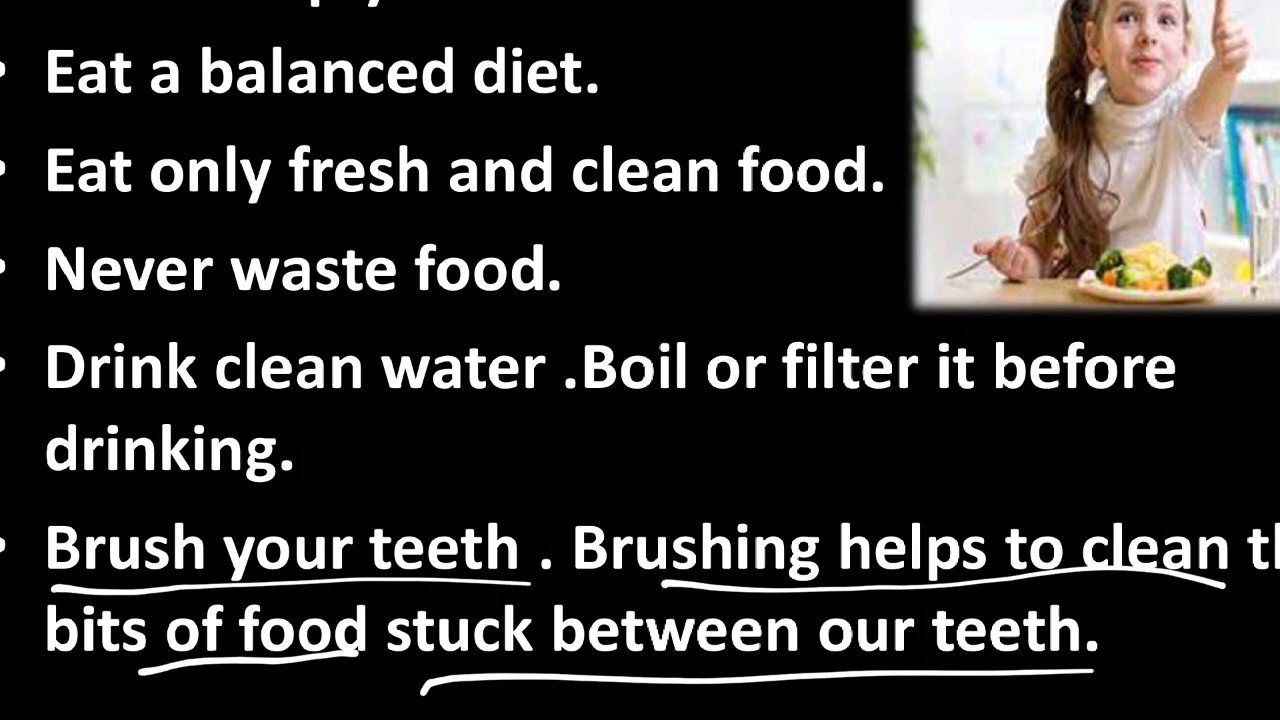 • Eat a balanced diet.
• Eat only fresh and clean food.
• Never waste food.
• Drink clean water .Boil or filter it before
drinking.
• Brush your teeth . Brushing helps to clean
bits of food stuck between our teeth.